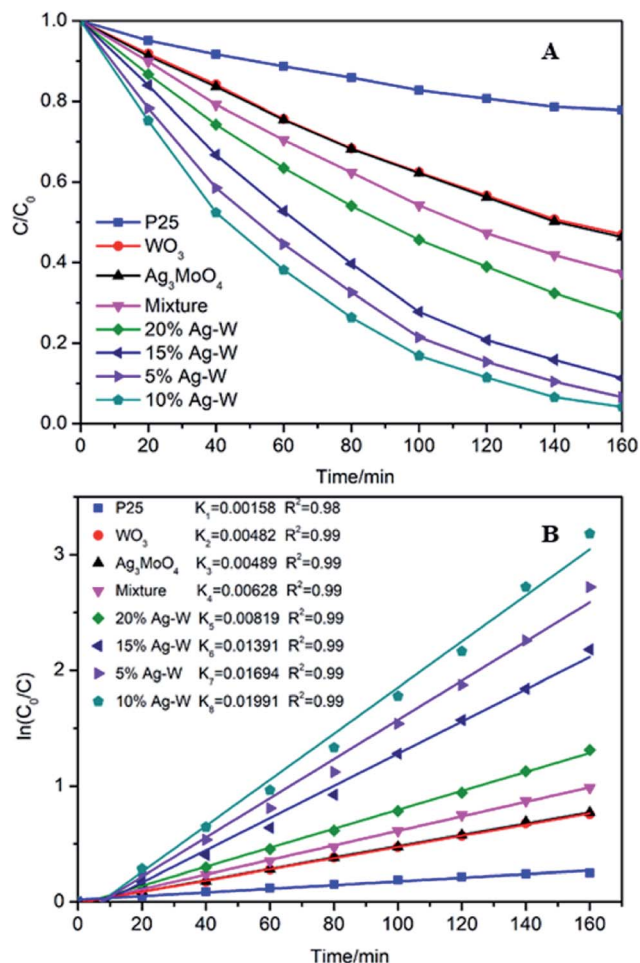 A
1.0
0.8
0.6
0.4
0.2
0.0
C/C₀
P25
WO₃
Ag₃MoO₄
Mixture
20% Ag-W
15% Ag-W
5% Ag-W
10% Ag-W
0 20 40 60 80 100 120 140 160
Time/min
B
P25 K₁=0.00158 R²=0.98
WO₃ K₂=0.00482 R²=0.99
Ag₃MoO₄ K₃=0.00489 R²=0.99
Mixture K₄=0.00628 R²=0.99
20% Ag-W K₅=0.00819 R²=0.99
15% Ag-W K₆=0.01391 R²=0.99
5% Ag-W K₇=0.01694 R²=0.99
10% Ag-W K₈=0.01991 R²=0.99
3
2
1
0
ln(C₀/C)
0 20 40 60 80 100 120 140 160
Time/min